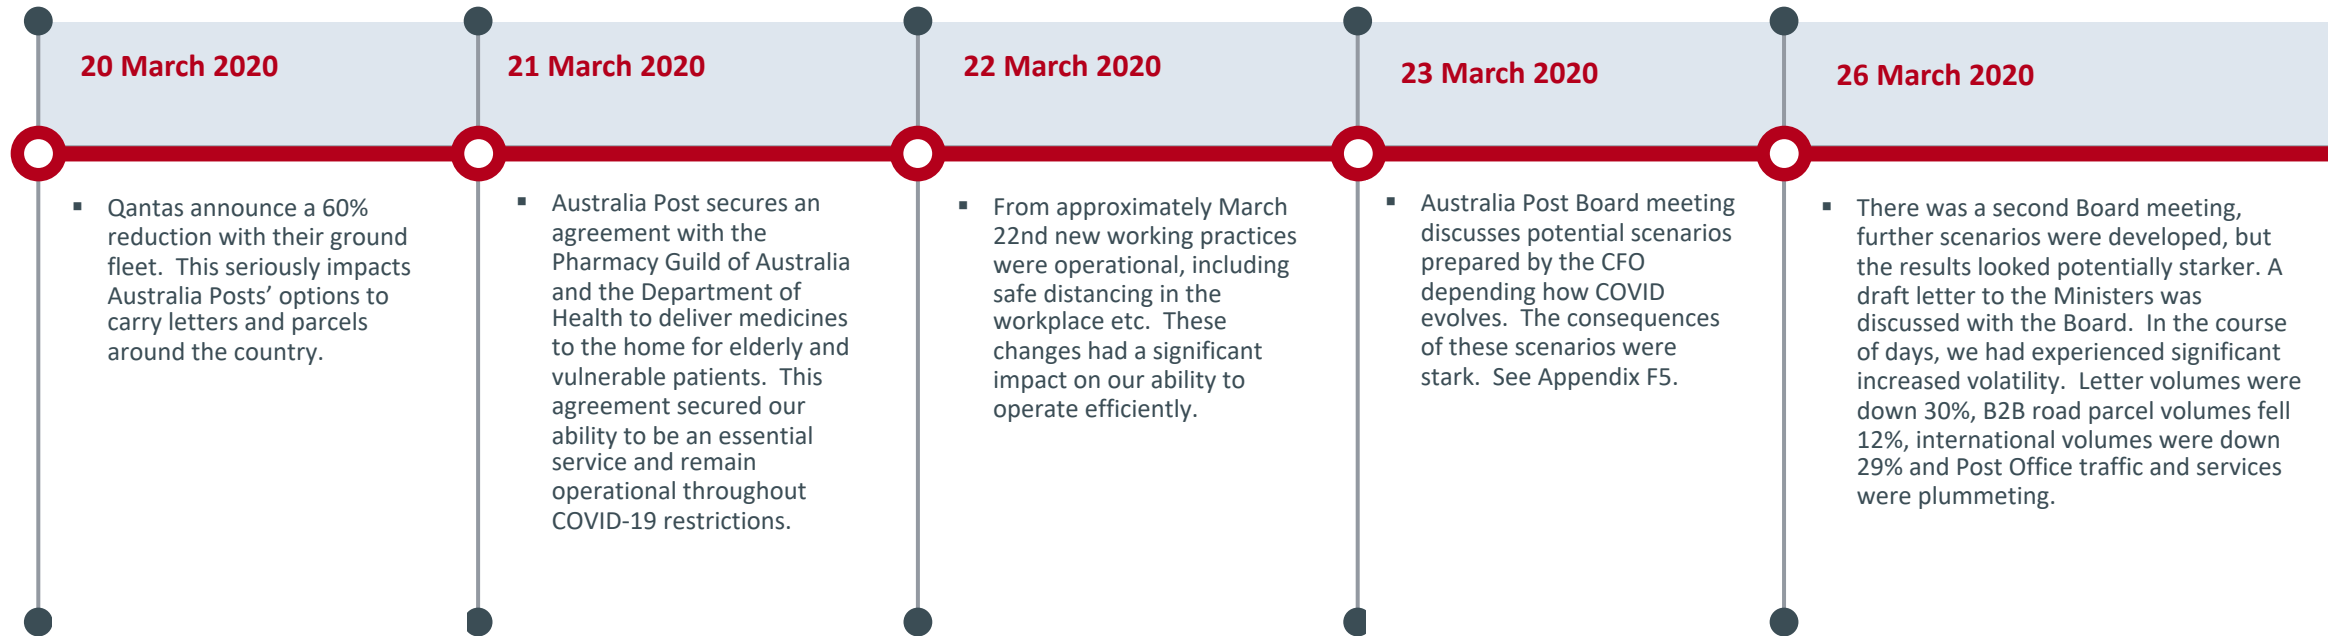 20 March 2020
▪ Qantas announce a 60%
reduction with their ground
fleet.  This seriously impacts
Australia Posts’ options to
carry letters and parcels
around the country.
21 March 2020
▪ Australia Post secures an
agreement with the
Pharmacy Guild of Australia
and the Department of
Health to deliver medicines
to the home for elderly and
vulnerable patients.  This
agreement secured our
ability to be an essential
service and remain
operational throughout
COVID-19 restrictions.
22 March 2020
▪ From approximately March
22nd new working practices
were operational, including
safe distancing in the
workplace etc.  These
changes had a significant
impact on our ability to
operate efficiently.
23 March 2020
▪ Australia Post Board meeting
discusses potential scenarios
prepared by the CFO
depending how COVID
evolves.  The consequences
of these scenarios were
stark.  See Appendix F5.
26 March 2020
▪ There was a second Board meeting,
further scenarios were developed, but
the results looked potentially starker. A
draft letter to the Ministers was
discussed with the Board.  In the course
of days, we had experienced significant
increased volatility.  Letter volumes were
down 30%, B2B road parcel volumes fell
12%, international volumes were down
29% and Post Office traffic and services
were plummeting.